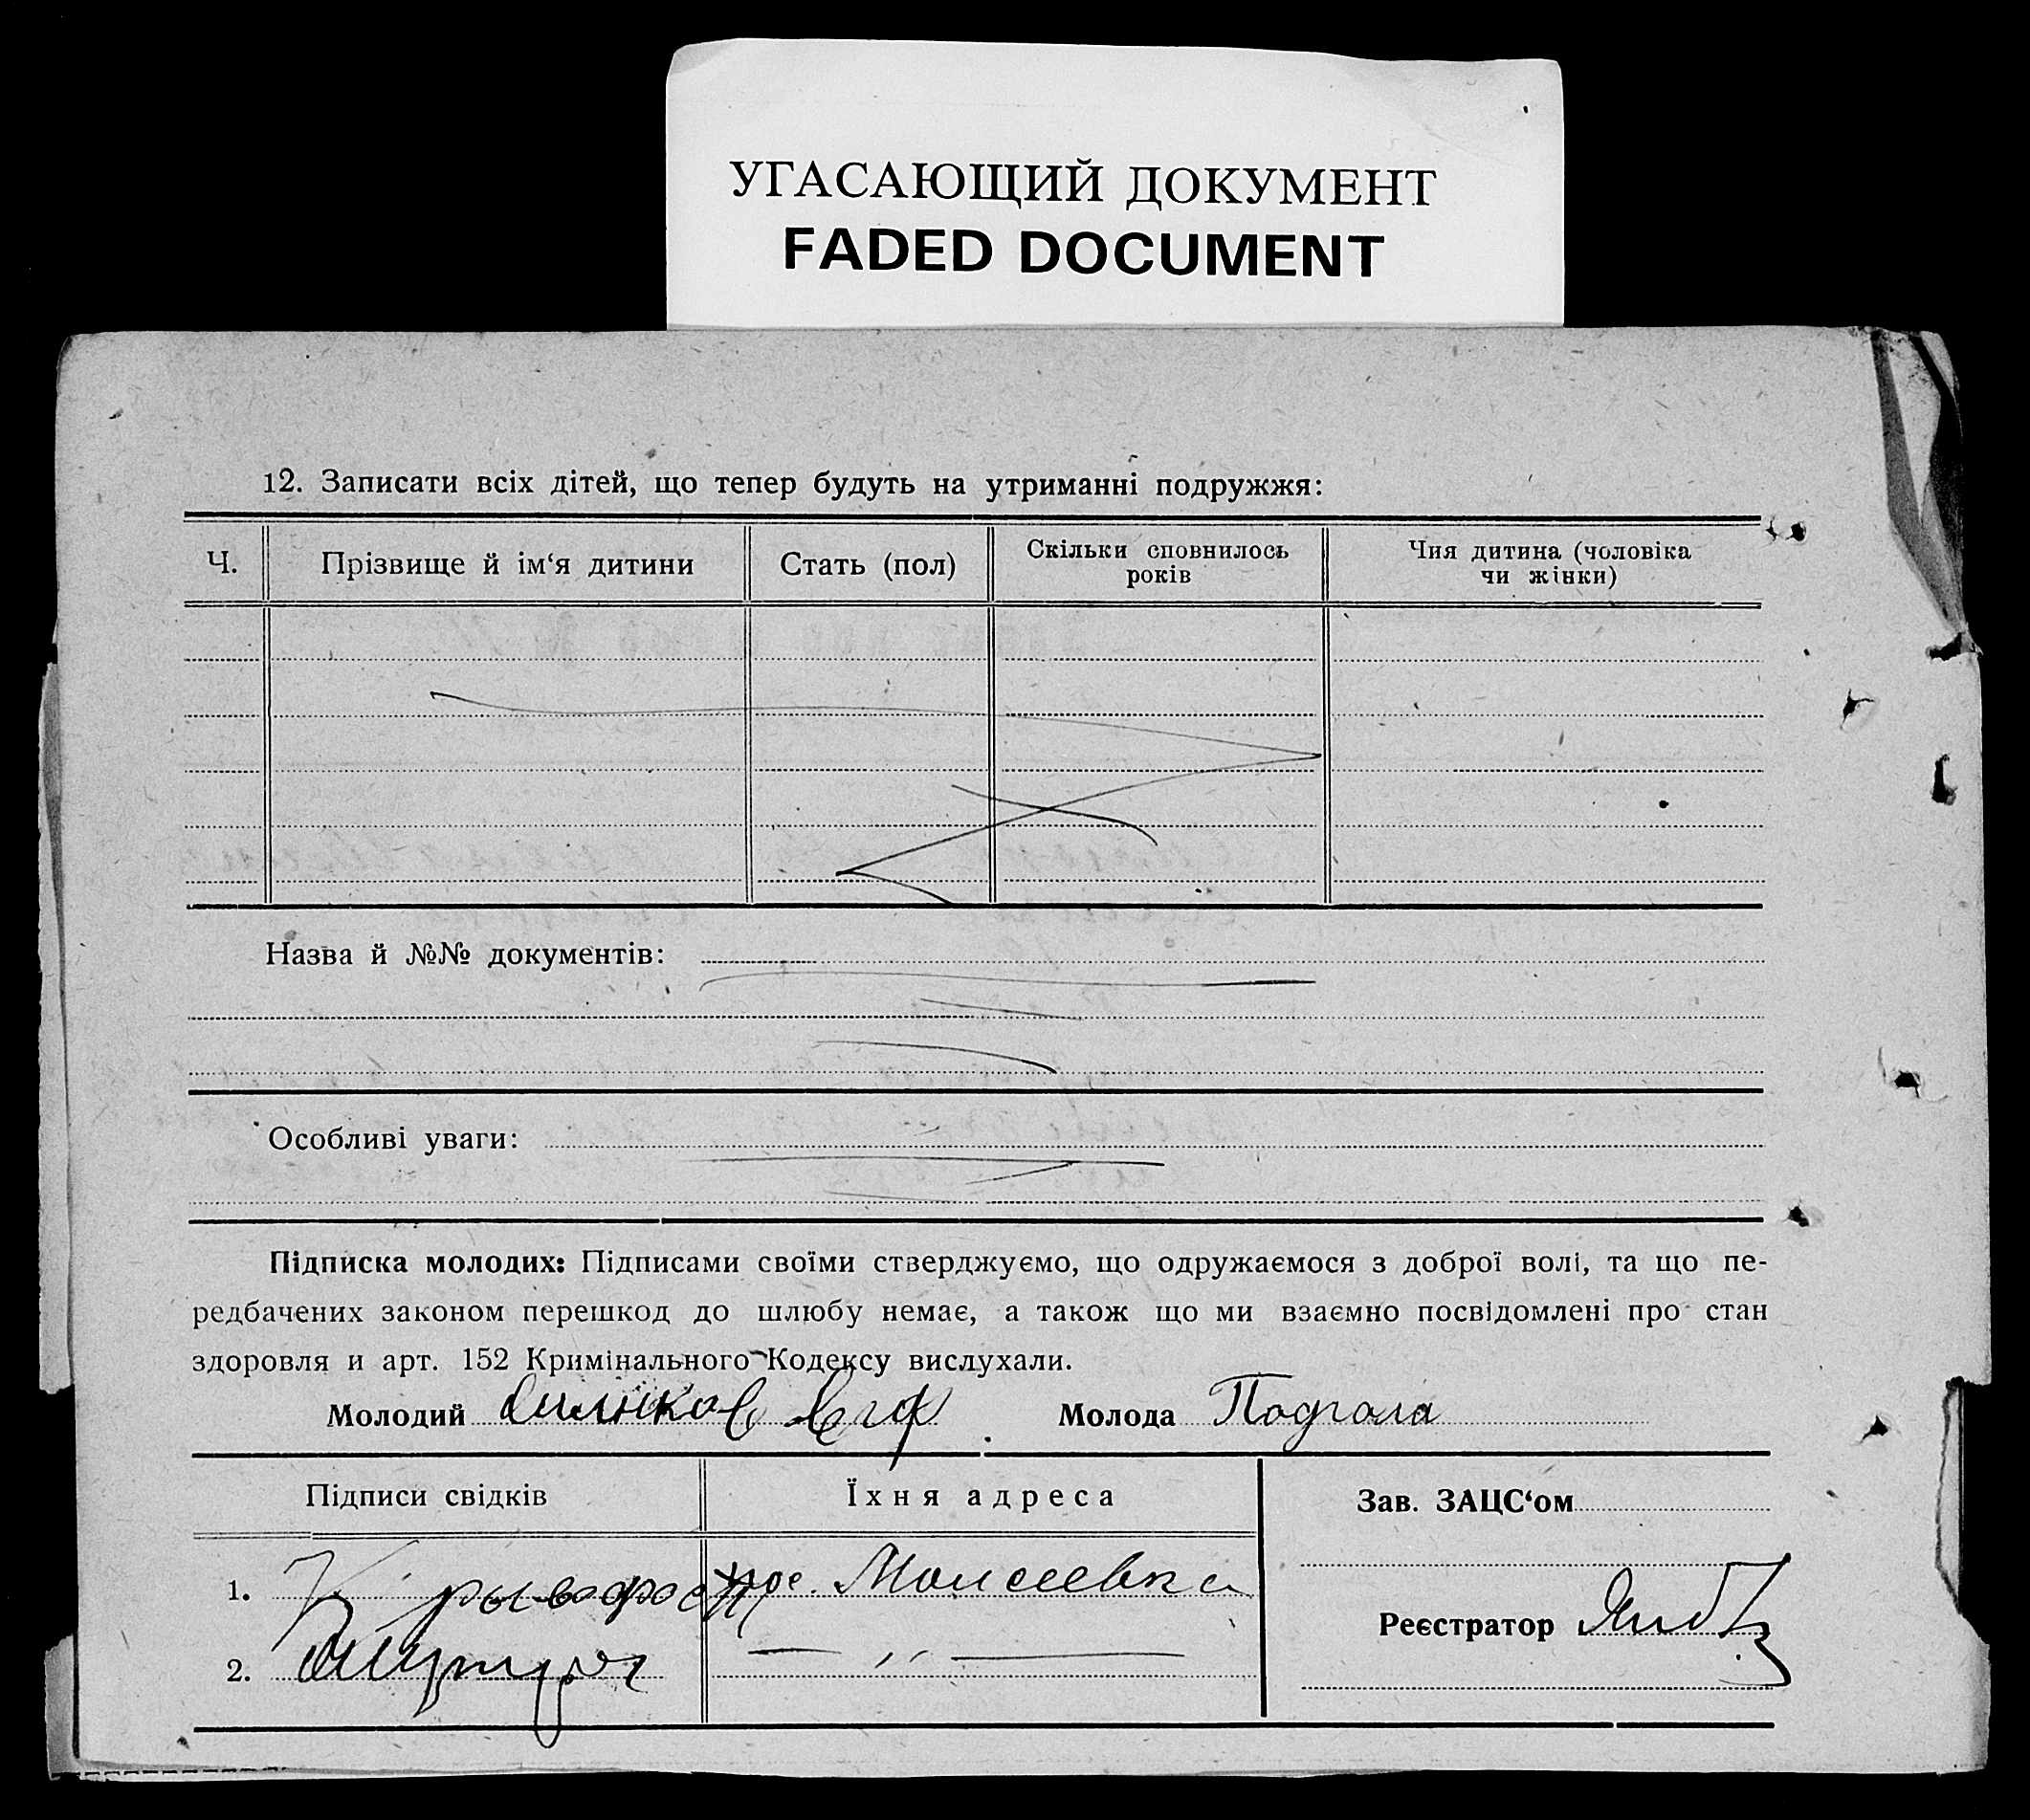 УГАСАЮЩИЙ ДОКУМЕНТ
FADED DOCUMENT
12. Записати всіх дітей, що тепер будуть на утриманні подружжя:
Ч. Прізвище й ім‘я дитини Стать (пол) Скільки сповнилось років Чия дитина (чоловіка чи жінки)
Назва й №№ документів:
Особливі уваги:
Підписка молодих: Підписами своїми стверджуємо, що одружаємося з доброї волі, та що пе-
редбачених законом перешкод до шлюбу немає, а також що ми взаємно посвідомлені про стан
здоровля и арт. 152 Кримінального Кодексу вислухали.
Молодий Молода Подгола
Підписи свідків Їхня адреса Зав. ЗАЦС‘ом
1. пос. Моисеевка
Реєстратор
2. — ,, —